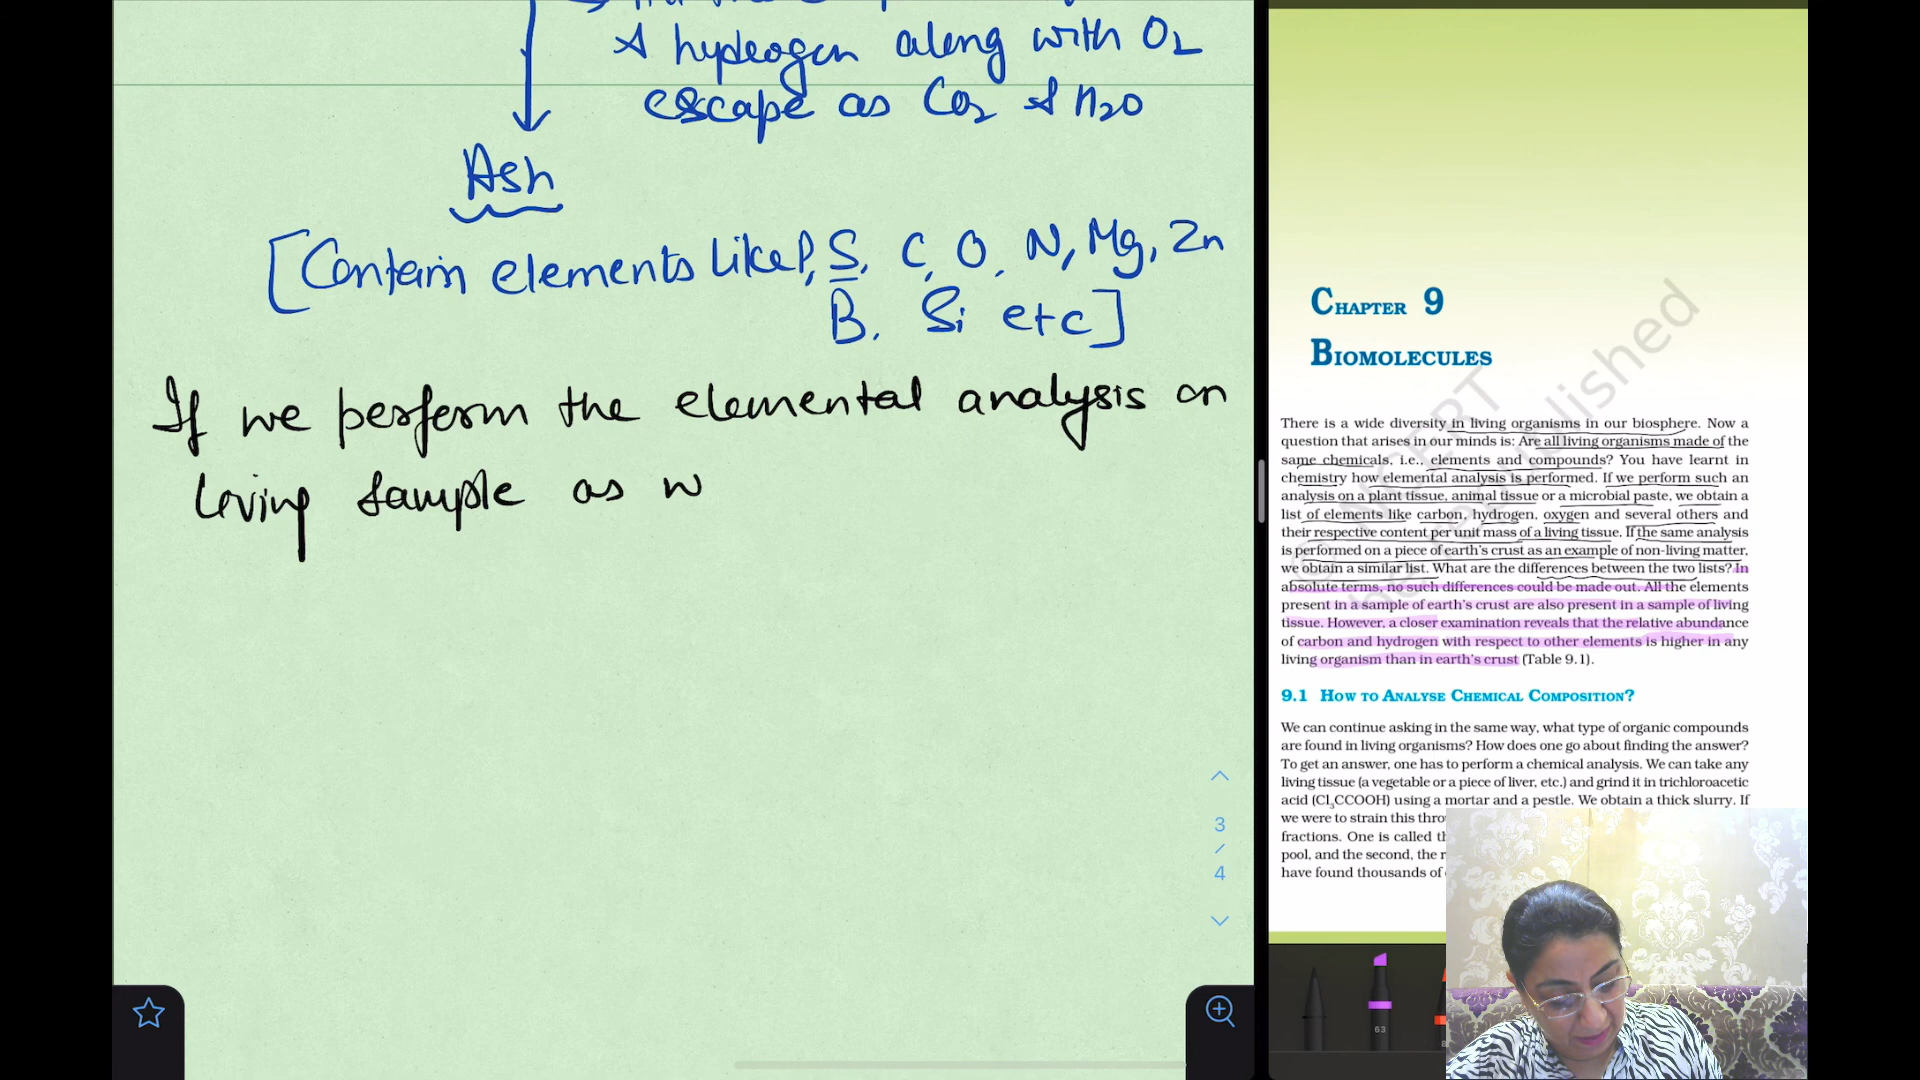 & hydrogen along with O2
escape as CO2 & H2O
Ash
[Contain elements like P, S, C, O, N, Mg, Zn
B, Si etc]
If we perform the elemental analysis on
living sample as w
3
/
4
CHAPTER 9
BIOMOLECULES
There is a wide diversity in living organisms in our biosphere. Now a
question that arises in our minds is: Are all living organisms made of the
same chemicals, i.e., elements and compounds? You have learnt in
chemistry how elemental analysis is performed. If we perform such an
analysis on a plant tissue, animal tissue or a microbial paste, we obtain a
list of elements like carbon, hydrogen, oxygen and several others and
their respective content per unit mass of a living tissue. If the same analysis
is performed on a piece of earth's crust as an example of non-living matter,
we obtain a similar list. What are the differences between the two lists? In
absolute terms, no such differences could be made out. All the elements
present in a sample of earth's crust are also present in a sample of living
tissue. However, a closer examination reveals that the relative abundance
of carbon and hydrogen with respect to other elements is higher in any
living organism than in earth's crust (Table 9.1).
9.1 HOW TO ANALYSE CHEMICAL COMPOSITION?
We can continue asking in the same way, what type of organic compounds
are found in living organisms? How does one go about finding the answer?
To get an answer, one has to perform a chemical analysis. We can take any
living tissue (a vegetable or a piece of liver, etc.) and grind it in trichloroacetic
acid (Cl3CCOOH) using a mortar and a pestle. We obtain a thick slurry. If
we were to strain this thro
fractions. One is called th
pool, and the second, the r
have found thousands of
63